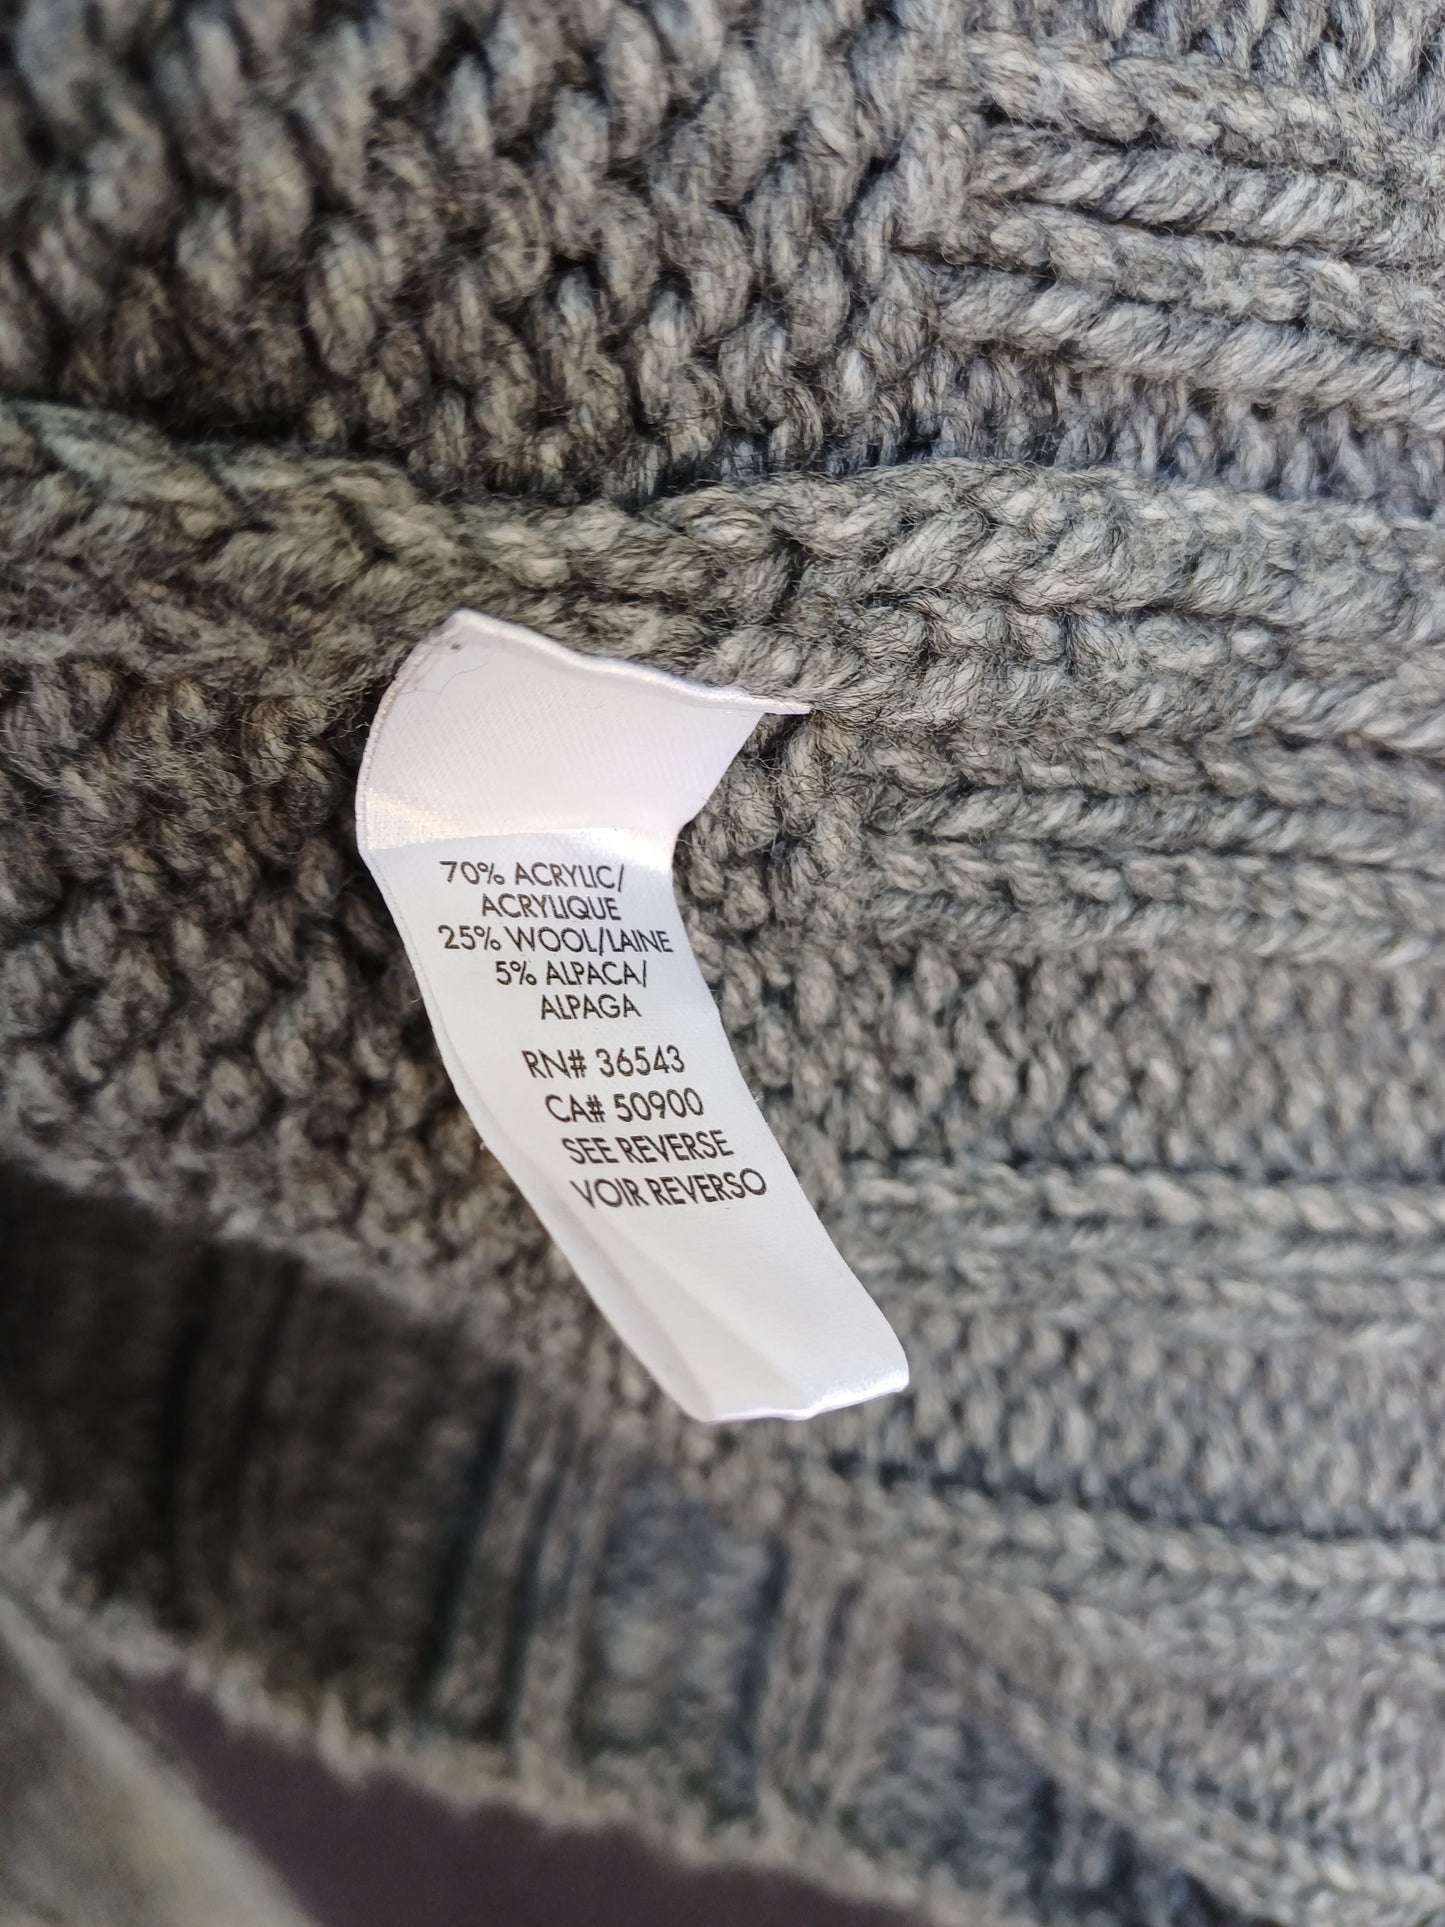 70% ACRYLIC/
ACRYLIQUE
25% WOOL/LAINE
5% ALPACA/
ALPAGA
RN# 36543
CA# 50900
SEE REVERSE
VOIR REVERSO